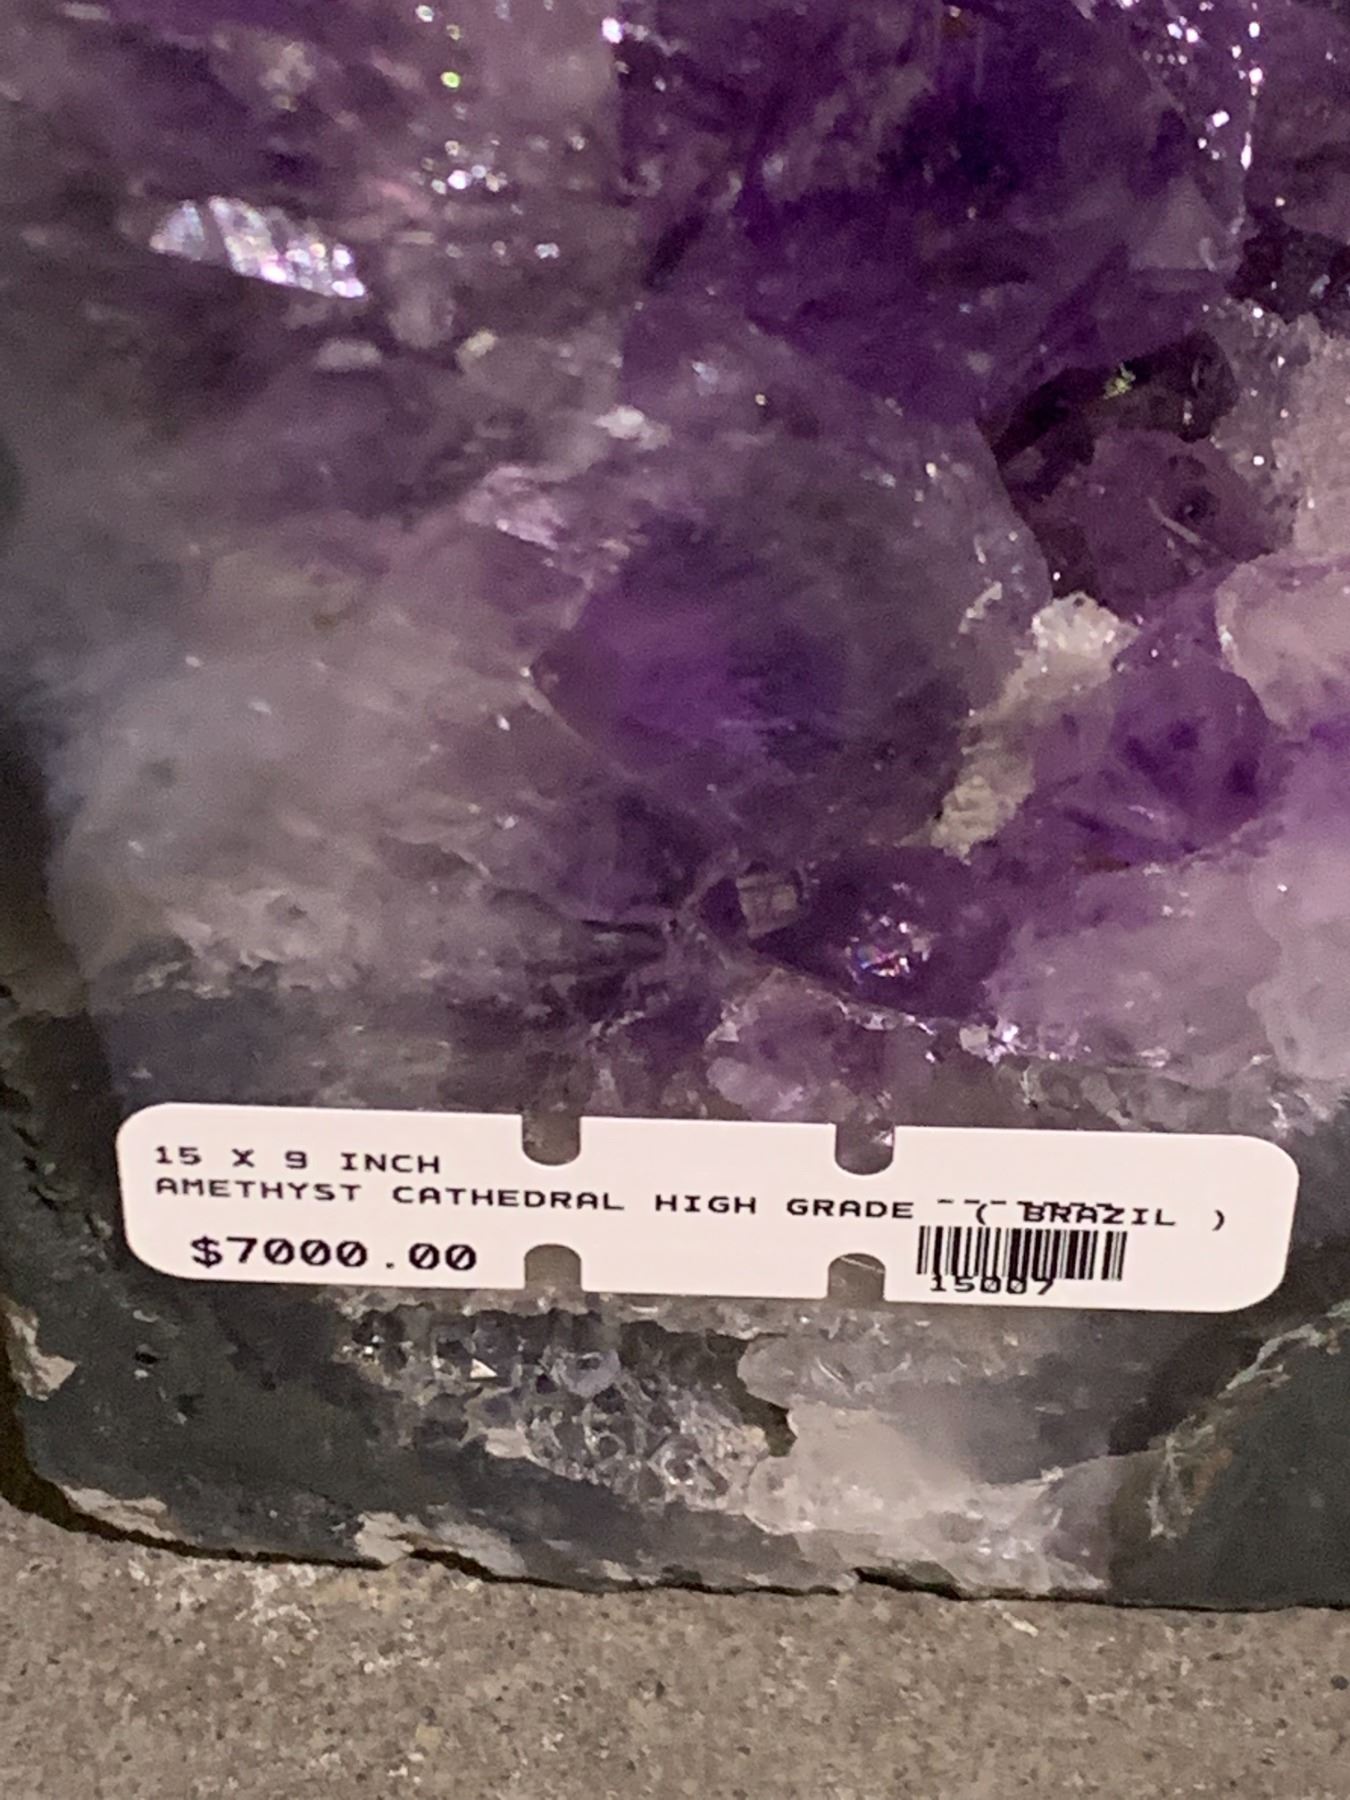 15 X 9 INCH
AMETHYST CATHEDRAL HIGH GRADE ( BRAZIL )
$7000.00
15007